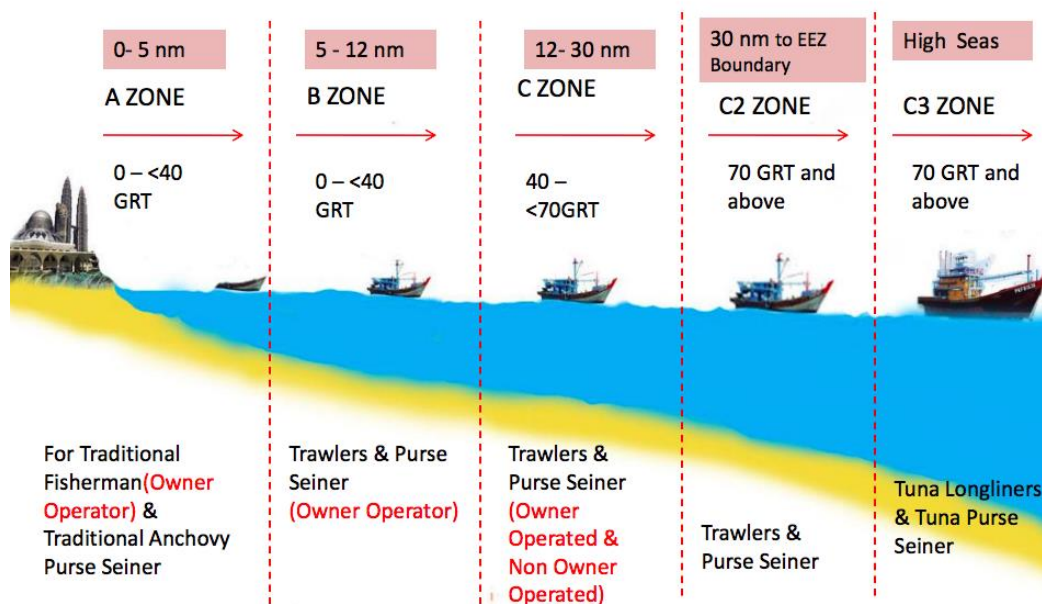 0- 5 nm
A ZONE
0 – <40
GRT
For Traditional
Fisherman(Owner
Operator) &
Traditional Anchovy
Purse Seiner
5 - 12 nm
B ZONE
0 – <40
GRT
Trawlers & Purse
Seiner
(Owner Operator)
12- 30 nm
C ZONE
40 –
<70GRT
Trawlers &
Purse Seiner
(Owner
Operated &
Non Owner
Operated)
30 nm to EEZ
Boundary
C2 ZONE
70 GRT and
above
Trawlers &
Purse Seiner
High Seas
C3 ZONE
70 GRT and
above
Tuna Longliners
& Tuna Purse
Seiner